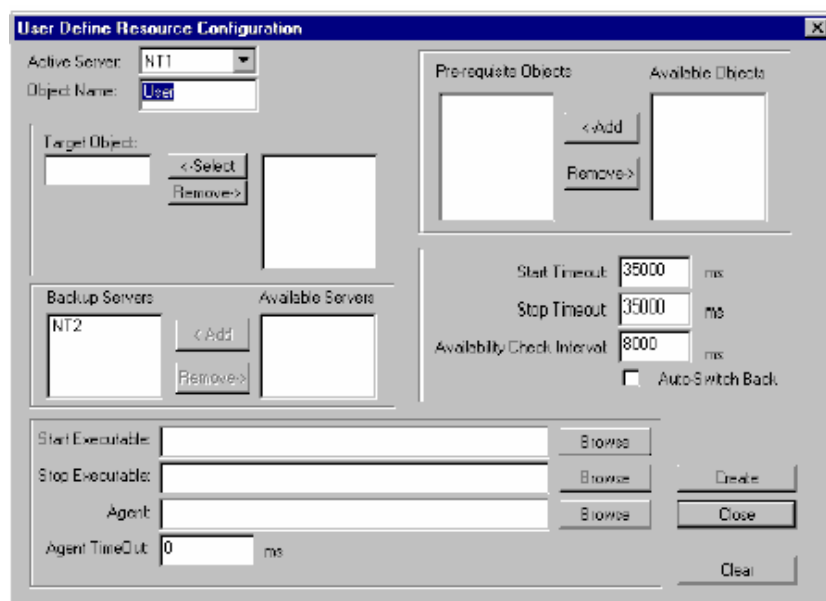 User Define Resource Configuration
Active Server: NT1
Object Name: User
Target Object:
<-Select
Remove->
Pre-requisite Objects
Available Objects
<-Add
Remove->
Backup Servers
Available Servers
NT2
<-Add
Remove->
Start Timeout: 35000 ms
Stop Timeout: 35000 ms
Availability Check Interval: 8000 ms
Auto-Switch Back
Start Executable: Browse
Stop Executable: Browse
Agent: Browse
Agent TimeOut: 0 ms
Create
Close
Clear